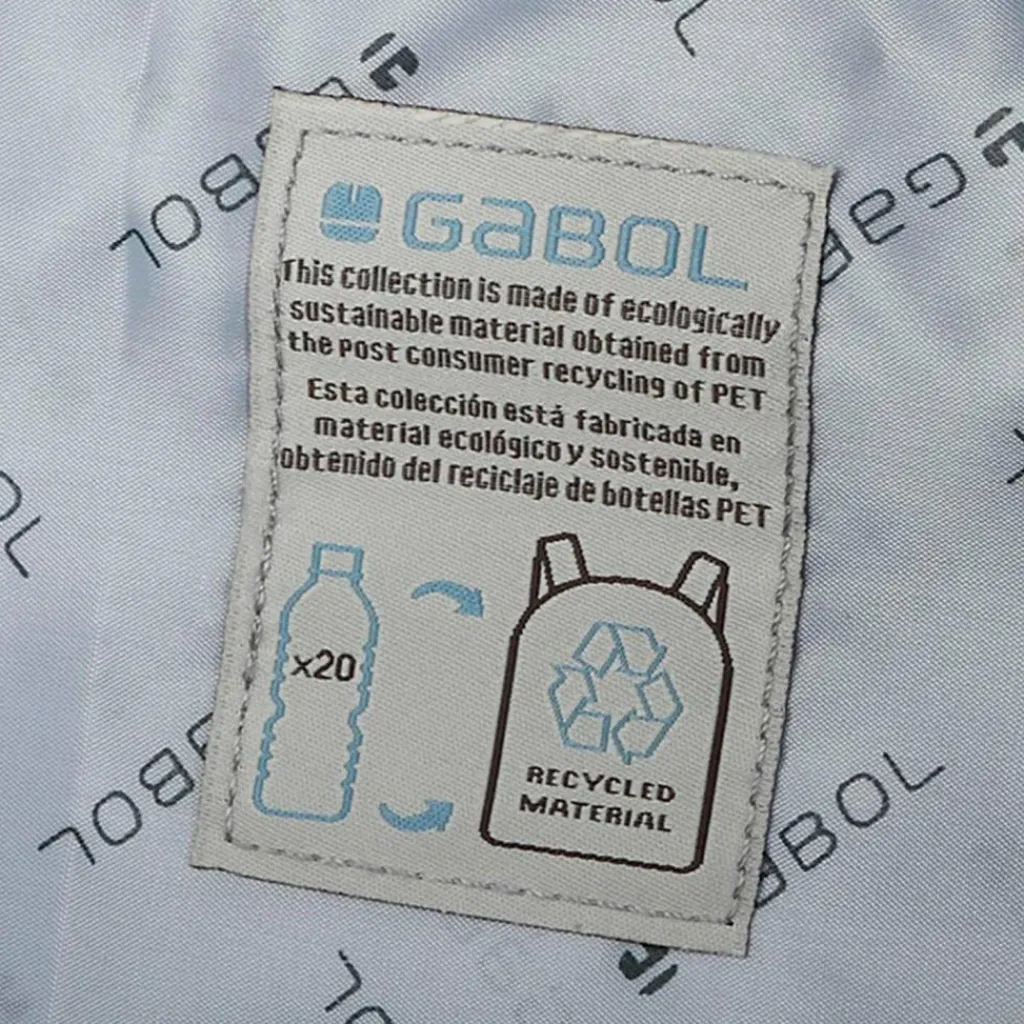 GABOL
This collection is made of ecologically
sustainable material obtained from
the post consumer recycling of PET
Esta colección está fabricada en
material ecológico y sostenible,
obtenido del reciclaje de botellas PET
x20
RECYCLED
MATERIAL